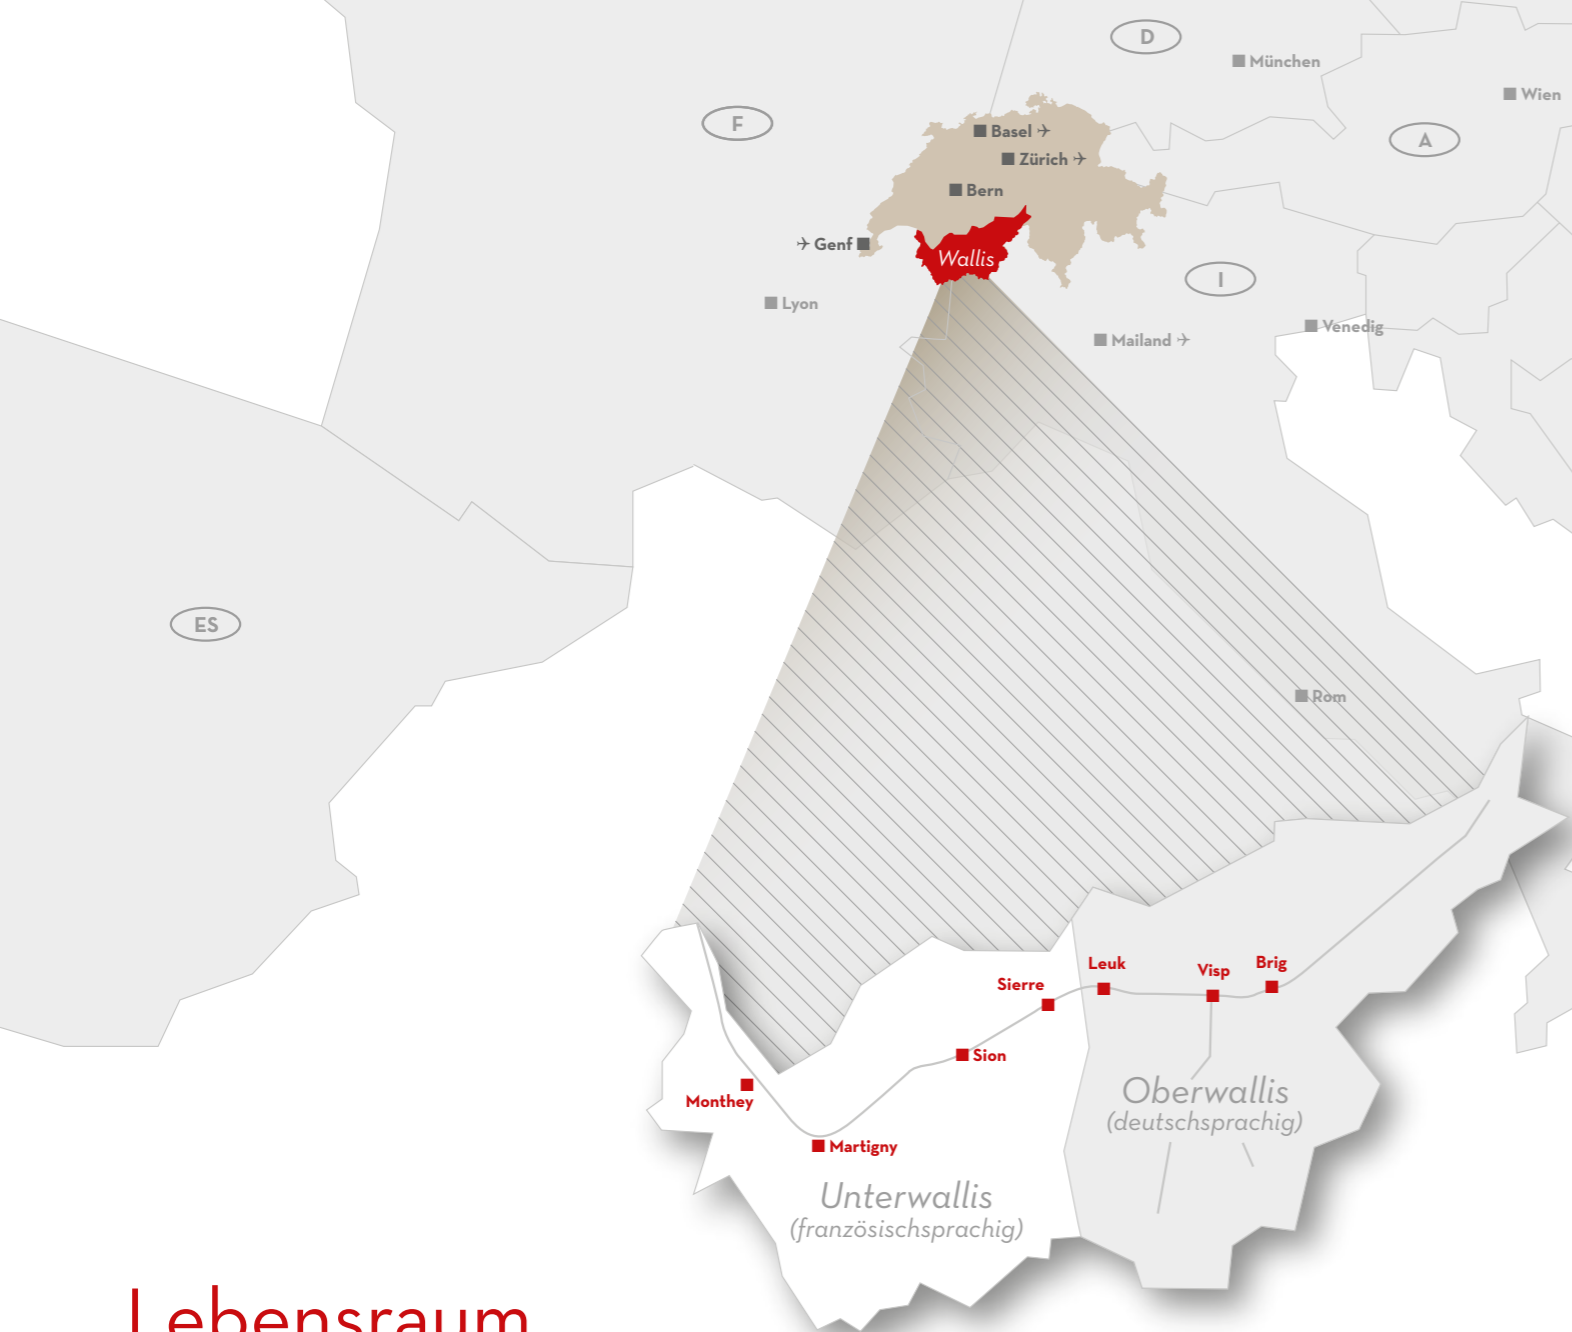 D
München
Wien
F
A
Basel ✈
Zürich ✈
Bern
✈ Genf
Wallis
I
Lyon
Venedig
Mailand ✈
ES
Rom
Leuk
Visp
Brig
Sierre
Sion
Monthey
Oberwallis
(deutschsprachig)
Martigny
Unterwallis
(französischsprachig)
Lebensraum